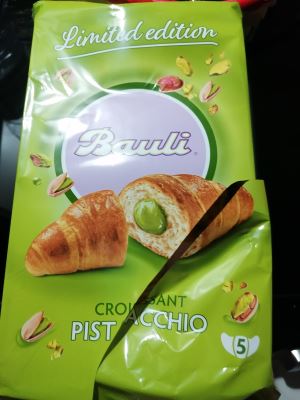 Limited edition
Bauli
CROISSANT
PISTACCHIO
5